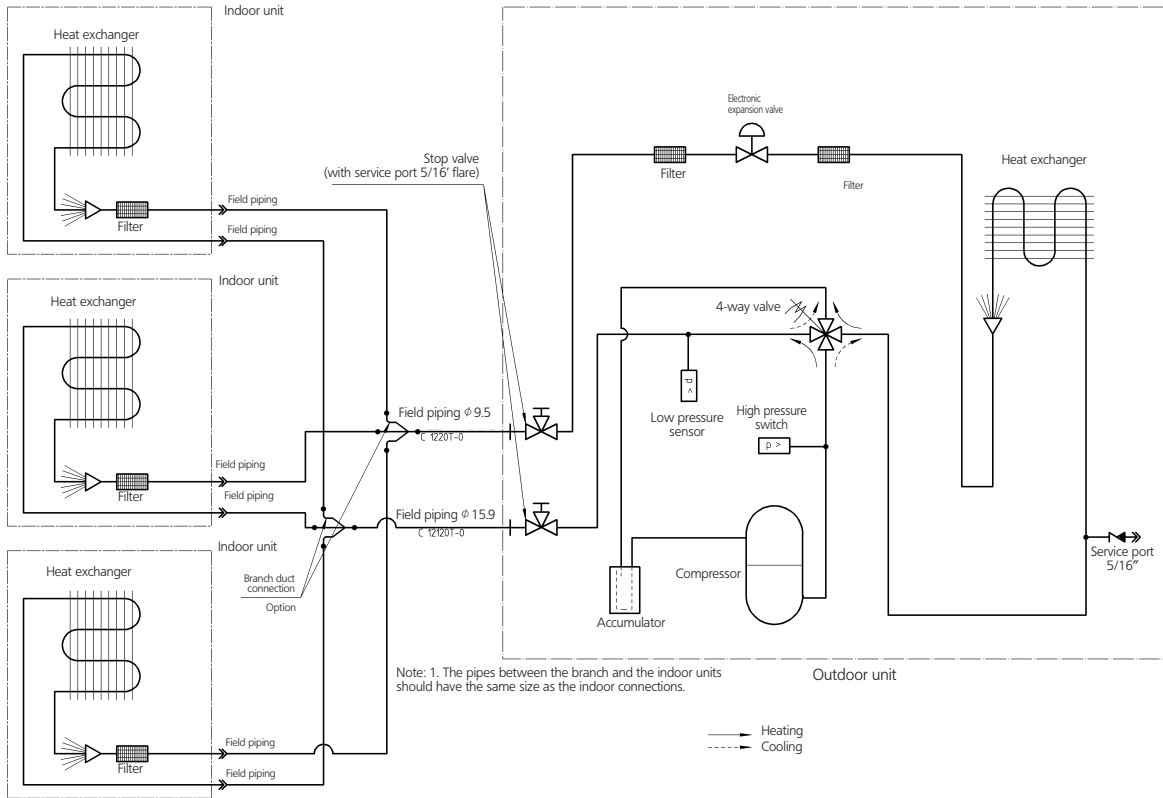 Indoor unit
Heat exchanger
Filter
Field piping
Field piping
Indoor unit
Heat exchanger
Filter
Field piping
Field piping
Indoor unit
Heat exchanger
Filter
Field piping
Field piping
Branch duct
connection
Option
Stop valve
(with service port 5/16' flare)
Field piping ϕ 9.5
C 1220T-0
Field piping ϕ 15.9
C 12120T-0
Electronic
expansion valve
Filter
Filter
Heat exchanger
4-way valve
Low pressure
sensor
p <
High pressure
switch
p >
Compressor
Accumulator
Service port
5/16"
Outdoor unit
Note: 1. The pipes between the branch and the indoor units
should have the same size as the indoor connections.
Heating
Cooling